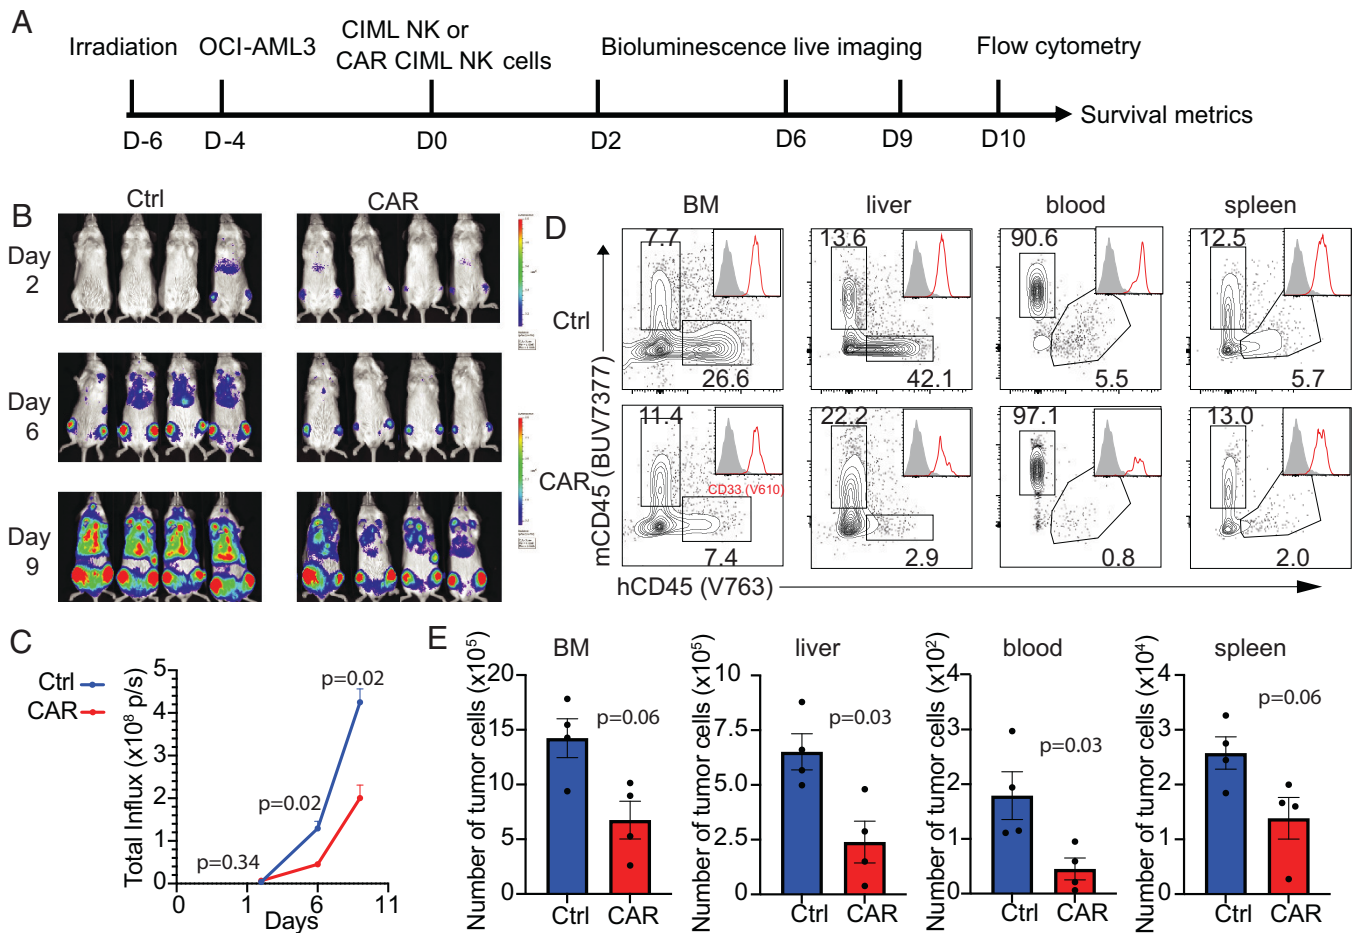 A
Irradiation
OCI-AML3
CIML NK or
CAR CIML NK cells
Bioluminescence live imaging
Flow cytometry
Survival metrics
D-6 D-4 D0 D2 D6 D9 D10
B
Ctrl CAR
Day
2
Day
6
Day
9
C
Ctrl
CAR
Total Influx (x10⁸ p/s)
5
4
3
2
1
0
p=0.02
p=0.02
p=0.34
0 1 6 11
Days
D
BM liver blood spleen
Ctrl
7.7 13.6 90.6 12.5
26.6 42.1 5.5 5.7
CAR
11.4 22.2 97.1 13.0
CD33 (V610)
7.4 2.9 0.8 2.0
mCD45 (BUV7377)
hCD45 (V763)
E
BM
Number of tumor cells (x10⁵)
20
15
10
5
0
p=0.06
Ctrl CAR
liver
Number of tumor cells (x10⁵)
10
7.5
5.0
2.5
0
p=0.03
Ctrl CAR
blood
Number of tumor cells (x10²)
4
3
2
1
0
p=0.03
Ctrl CAR
spleen
Number of tumor cells (x10⁴)
4
3
2
1
0
p=0.06
Ctrl CAR